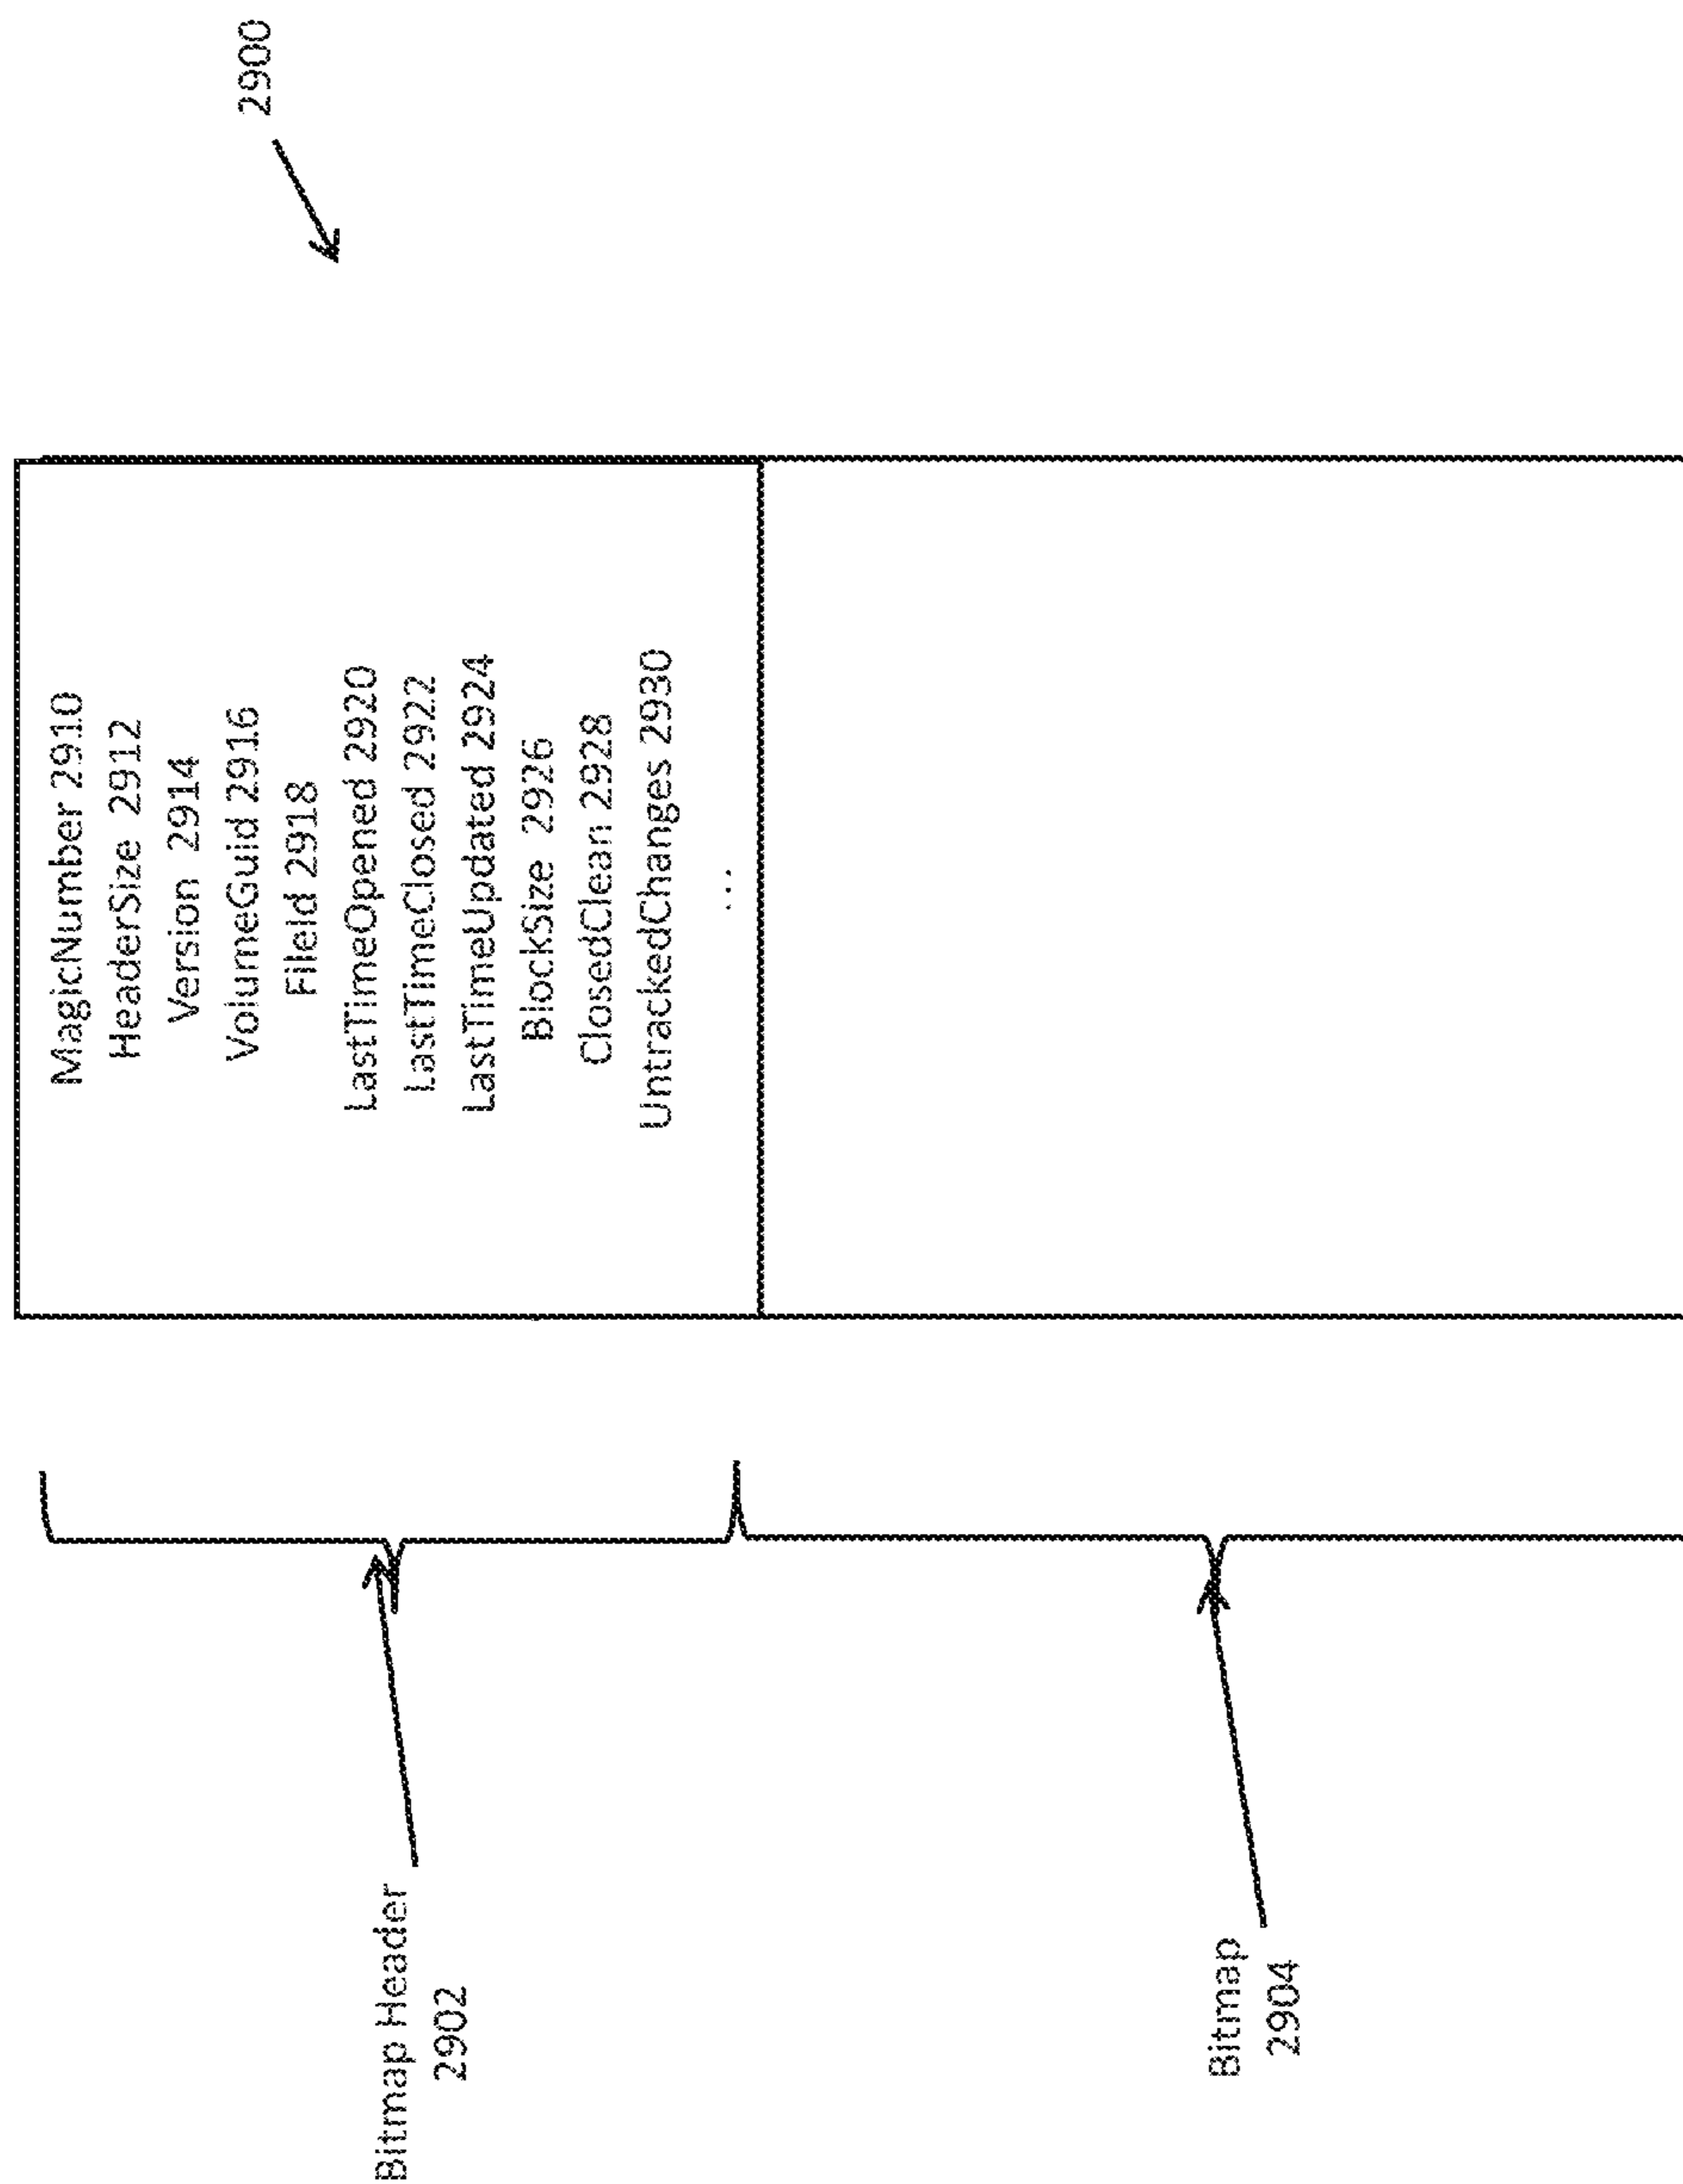 2900
MagicNumber 2910
HeaderSize 2912
Version 2914
VolumeGuid 2916
FileId 2918
LastTimeOpened 2920
LastTimeClosed 2922
LastTimeUpdated 2924
BlockSize 2926
ClosedClean 2928
UntrackedChanges 2930
...
Bitmap Header
2902
Bitmap
2904